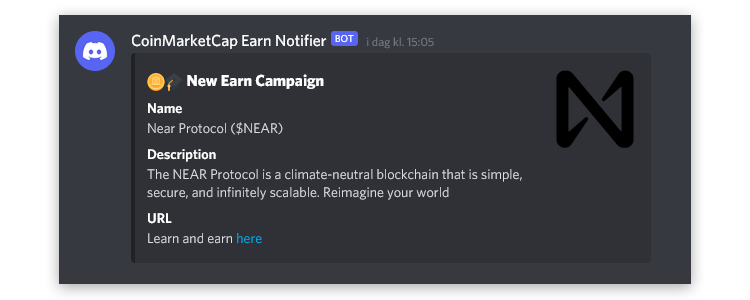 CoinMarketCap Earn Notifier BOT i dag kl. 15:05
New Earn Campaign
Name
Near Protocol ($NEAR)
Description
The NEAR Protocol is a climate-neutral blockchain that is simple,
secure, and infinitely scalable. Reimagine your world
URL
Learn and earn here